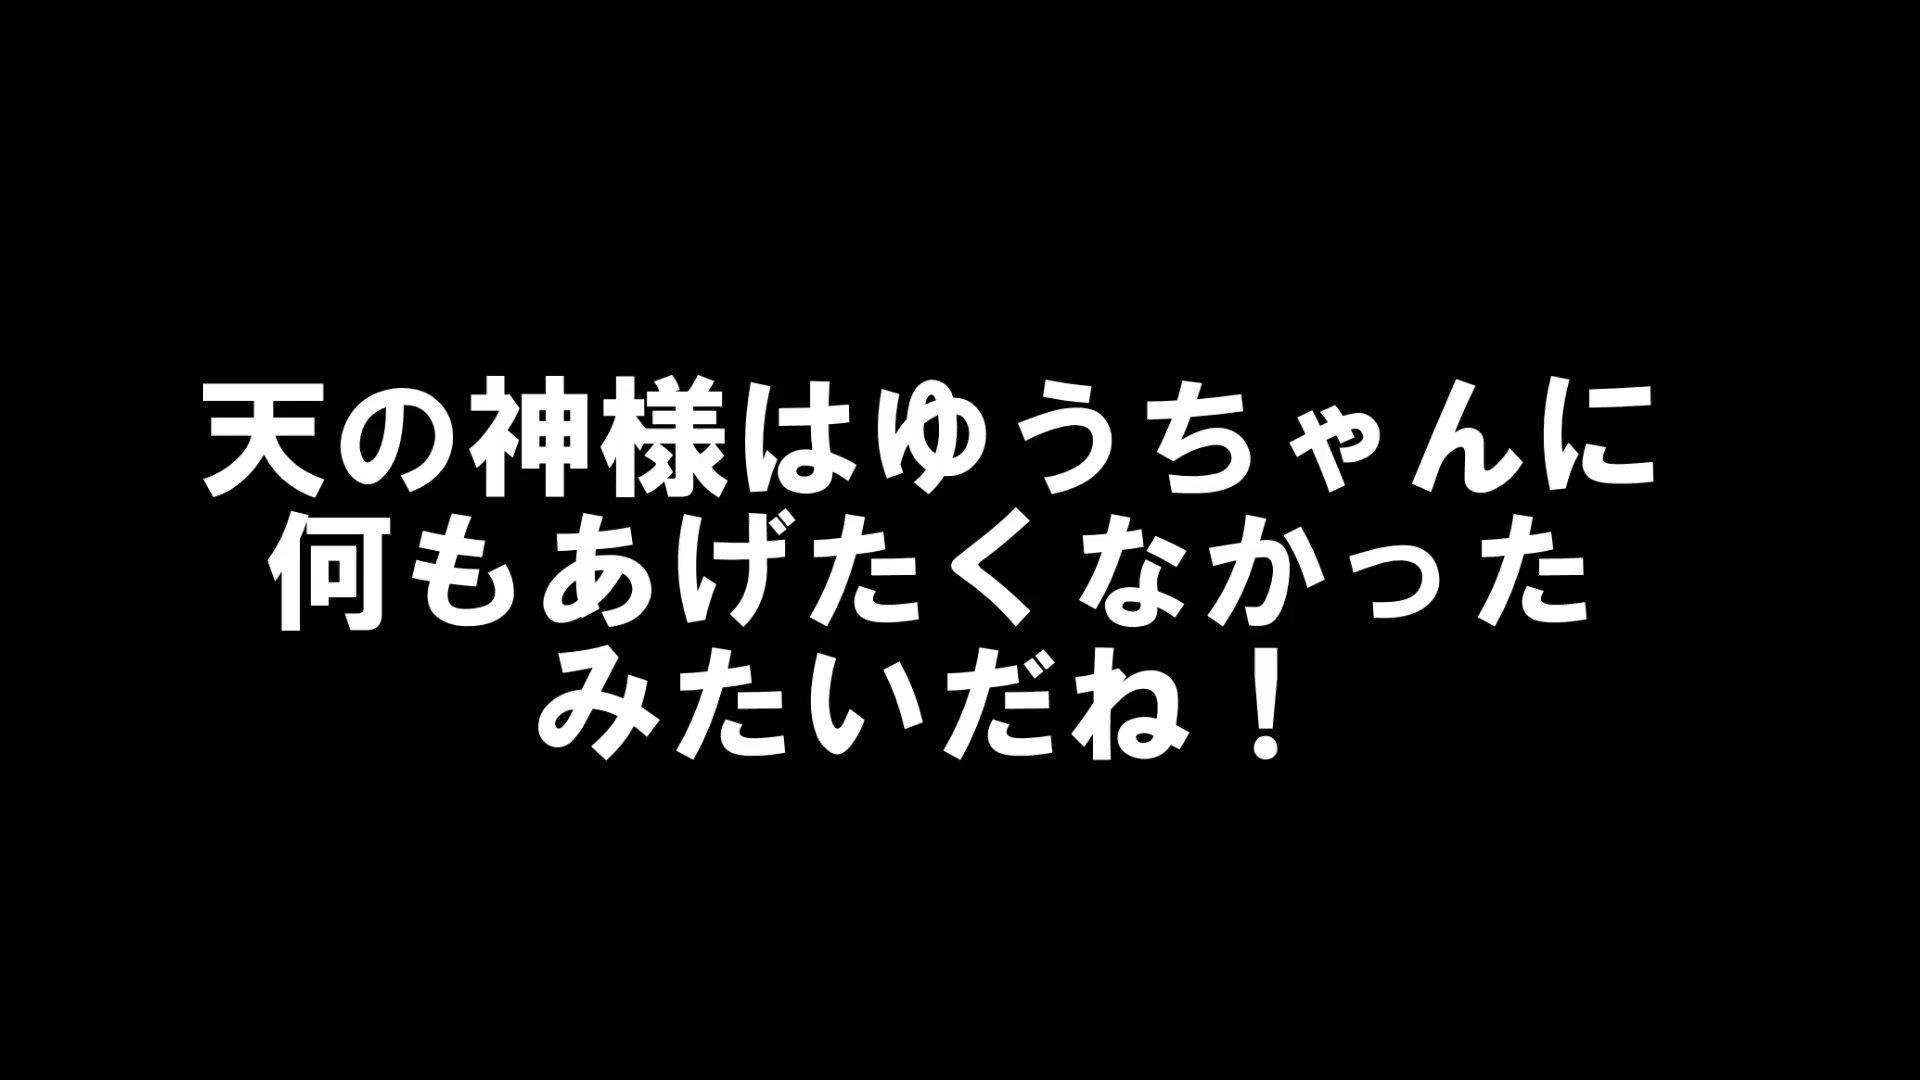 天の神様はゆうちゃんに
何もあげたくなかった
みたいだね！